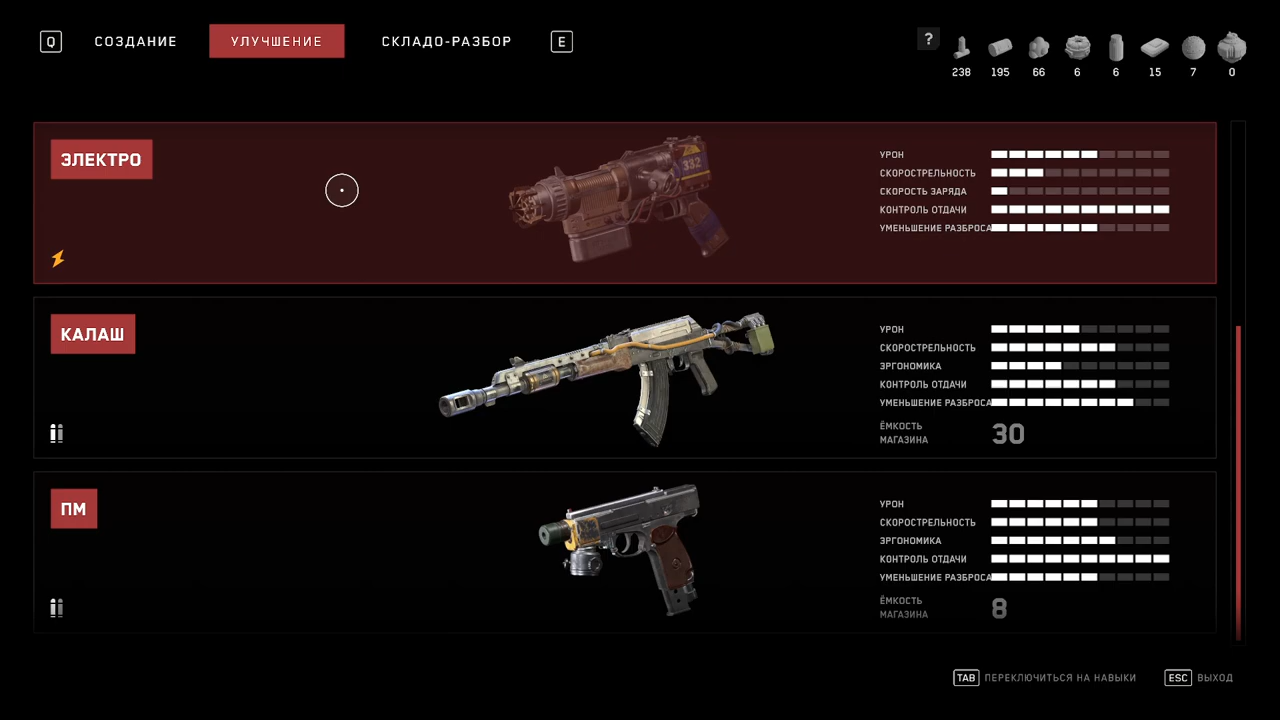 Q СОЗДАНИЕ УЛУЧШЕНИЕ СКЛАДО-РАЗБОР E ?
238 195 66 6 6 15 7 0
ЭЛЕКТРО
332
УРОН
СКОРОСТРЕЛЬНОСТЬ
СКОРОСТЬ ЗАРЯДА
КОНТРОЛЬ ОТДАЧИ
УМЕНЬШЕНИЕ РАЗБРОСА
КАЛАШ
УРОН
СКОРОСТРЕЛЬНОСТЬ
ЭРГОНОМИКА
КОНТРОЛЬ ОТДАЧИ
УМЕНЬШЕНИЕ РАЗБРОСА
ЁМКОСТЬ
МАГАЗИНА 30
ПМ
УРОН
СКОРОСТРЕЛЬНОСТЬ
ЭРГОНОМИКА
КОНТРОЛЬ ОТДАЧИ
УМЕНЬШЕНИЕ РАЗБРОСА
ЁМКОСТЬ
МАГАЗИНА 8
TAB ПЕРЕКЛЮЧИТЬСЯ НА НАВЫКИ ESC ВЫХОД